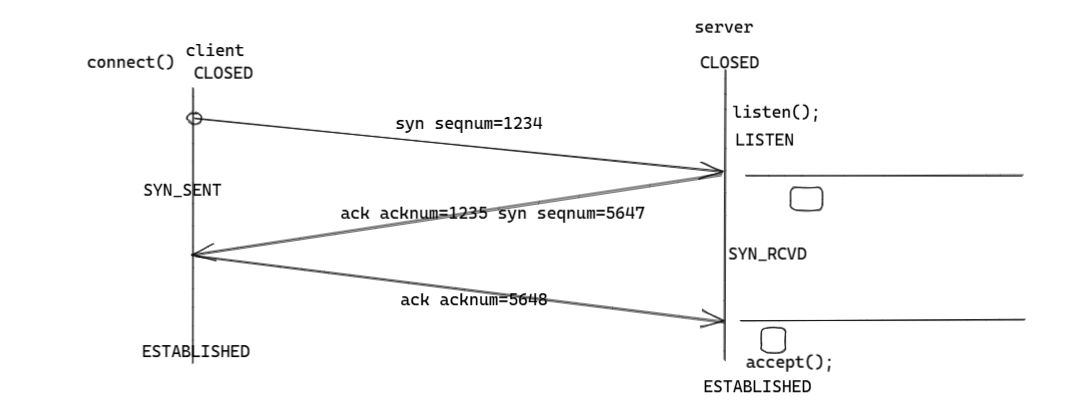 server
client
connect()
CLOSED
CLOSED
listen();
syn seqnum=1234
LISTEN
SYN_SENT
ack acknum=1235 syn seqnum=5647
SYN_RCVD
ack acknum=5648
ESTABLISHED
accept();
ESTABLISHED